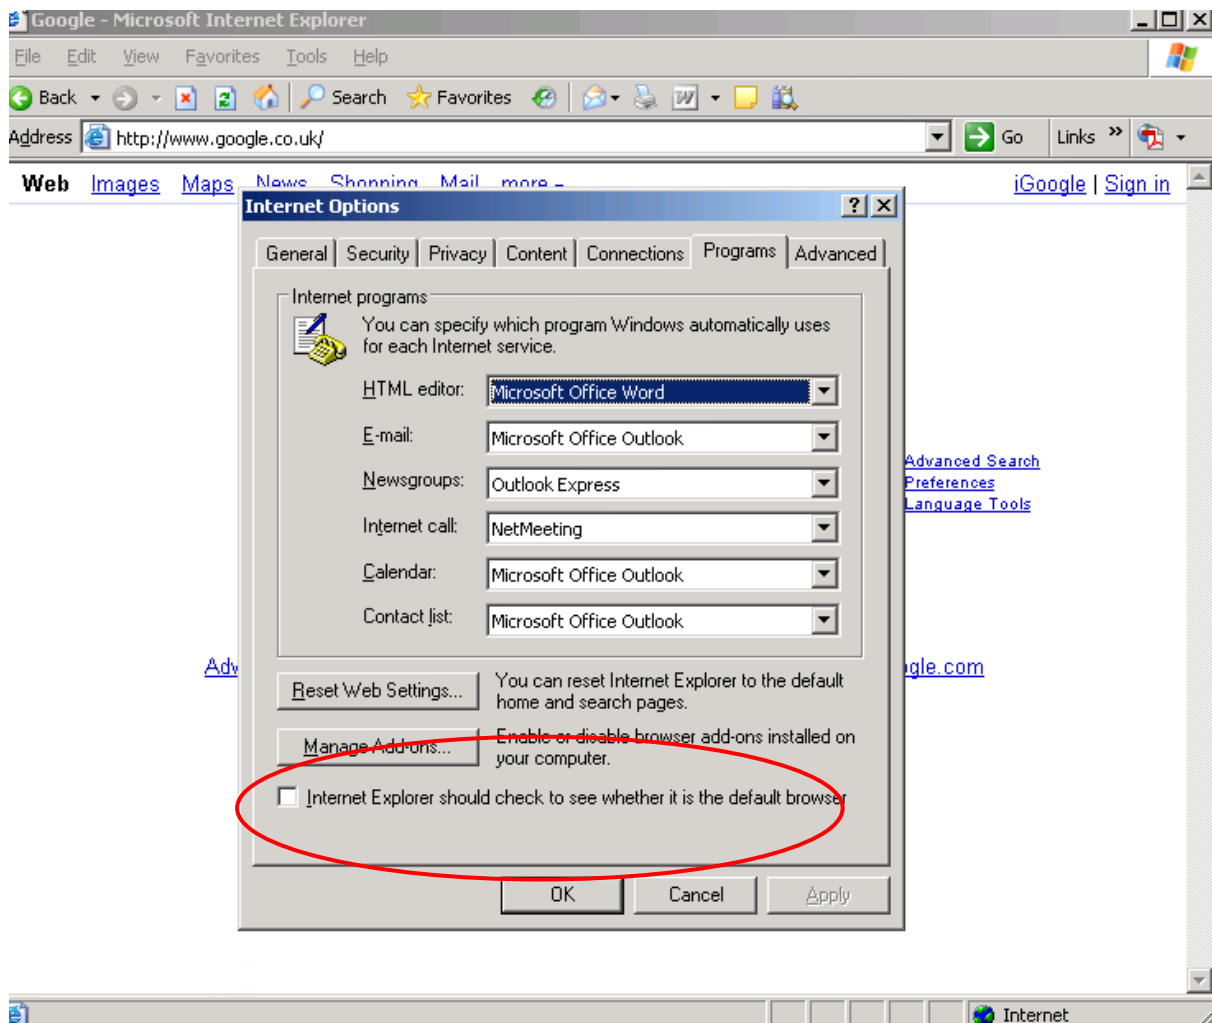 Google - Microsoft Internet Explorer
File Edit View Favorites Tools Help
Back Search Favorites
Address http://www.google.co.uk/ Go Links »
Web Images Maps News Shopping Mail more iGoogle | Sign in
Internet Options
General Security Privacy Content Connections Programs Advanced
Internet programs
You can specify which program Windows automatically uses
for each Internet service.
HTML editor: Microsoft Office Word
E-mail: Microsoft Office Outlook
Advanced Search
Newsgroups: Outlook Express
Preferences
Language Tools
Internet call: NetMeeting
Calendar: Microsoft Office Outlook
Contact list: Microsoft Office Outlook
Reset Web Settings... You can reset Internet Explorer to the default
home and search pages.
Manage Add-ons... Enable or disable browser add-ons installed on
your computer.
Internet Explorer should check to see whether it is the default browser
OK Cancel Apply
Internet